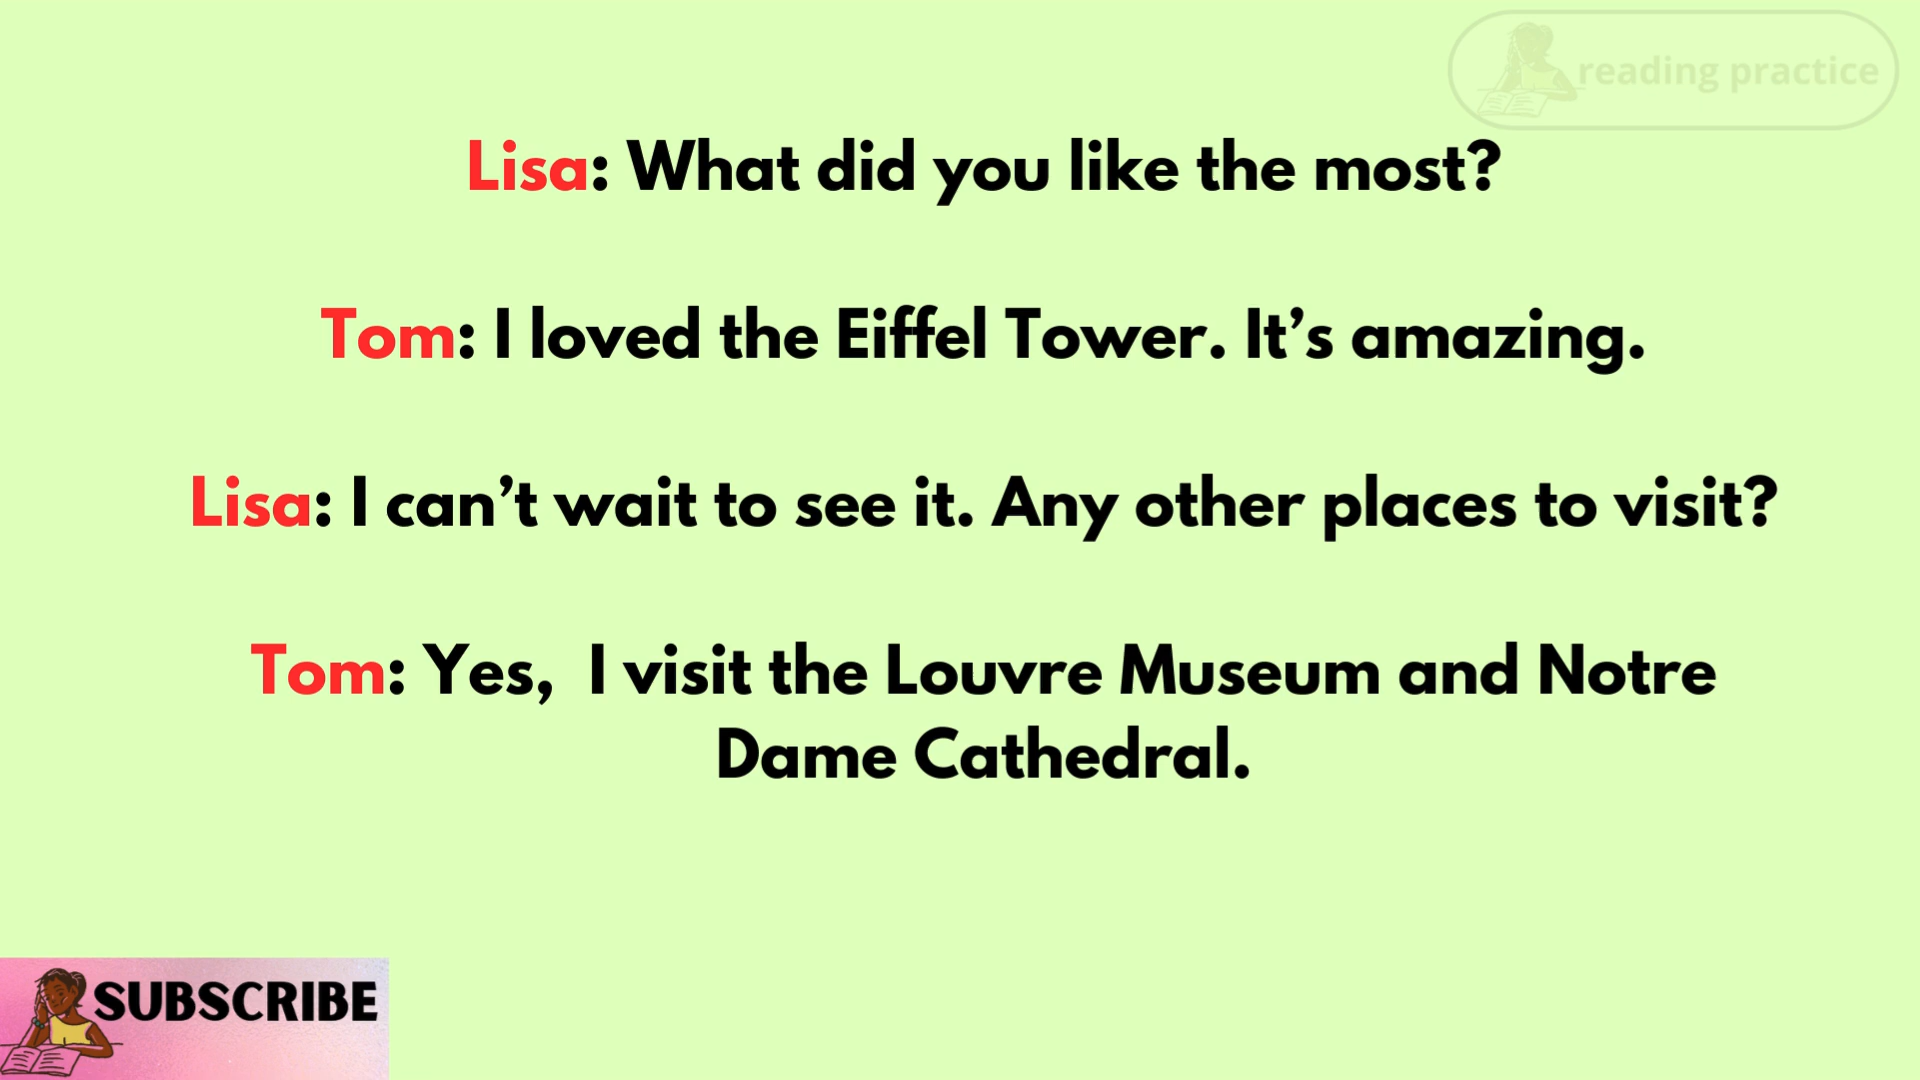 reading practice
Lisa: What did you like the most?
Tom: I loved the Eiffel Tower. It’s amazing.
Lisa: I can’t wait to see it. Any other places to visit?
Tom: Yes,  I visit the Louvre Museum and Notre
Dame Cathedral.
SUBSCRIBE